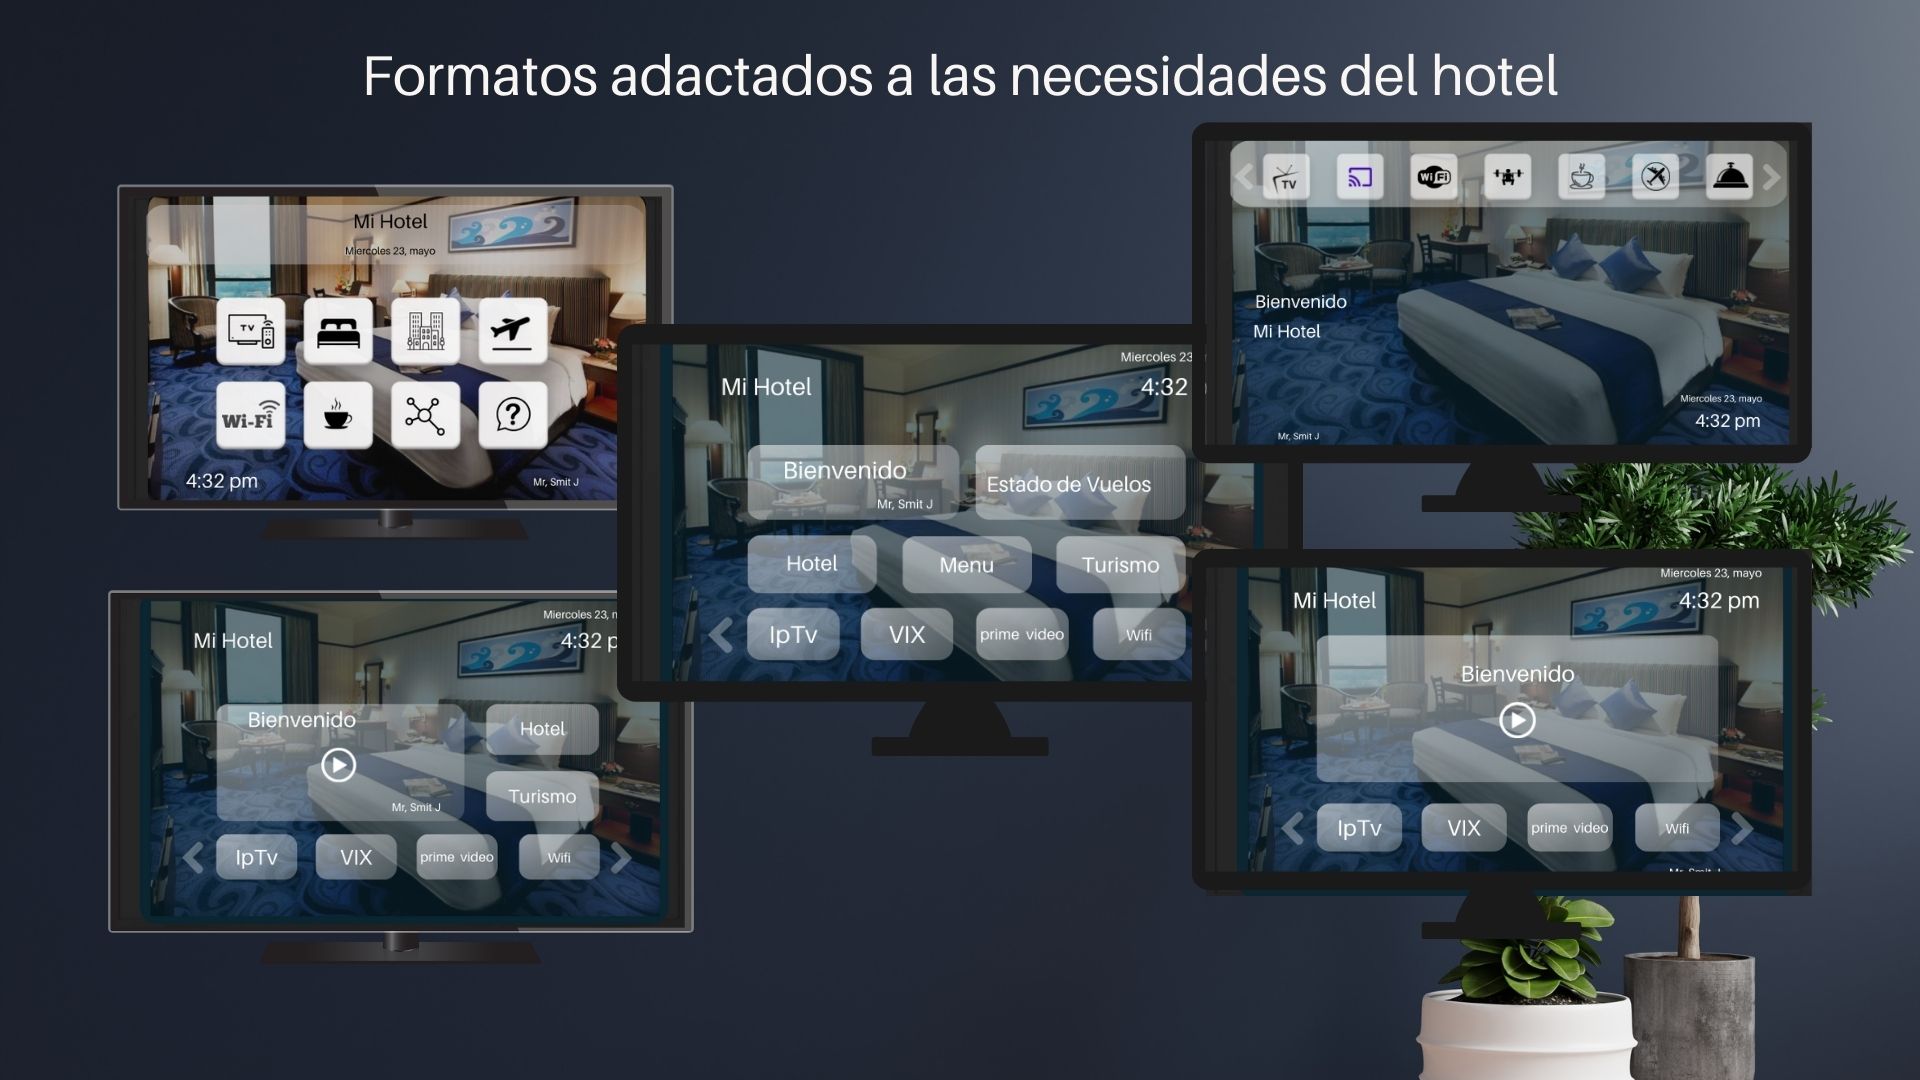 Formatos adactados a las necesidades del hotel
Mi Hotel
Miercoles 23, mayo
TV
Wi-Fi
?
4:32 pm
Mr, Smit J
TV
WiFi
Bienvenido
Mi Hotel
Miercoles 23, mayo
4:32 pm
Mr, Smit J
Miercoles 23
Mi Hotel
4:32
Bienvenido
Mr, Smit J
Estado de Vuelos
Hotel
Menu
Turismo
IpTv
VIX
prime video
Wifi
Miercoles 23,
Mi Hotel
4:32 p
Bienvenido
Mr, Smit J
Hotel
Turismo
IpTv
VIX
prime video
Wifi
Miercoles 23, mayo
Mi Hotel
4:32 pm
Bienvenido
IpTv
VIX
prime video
Wifi
Mr, Smit J